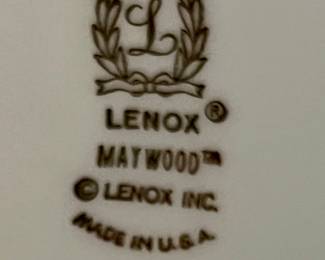 L
LENOX®
MAYWOOD™
© LENOX INC.
MADE IN U.S.A.